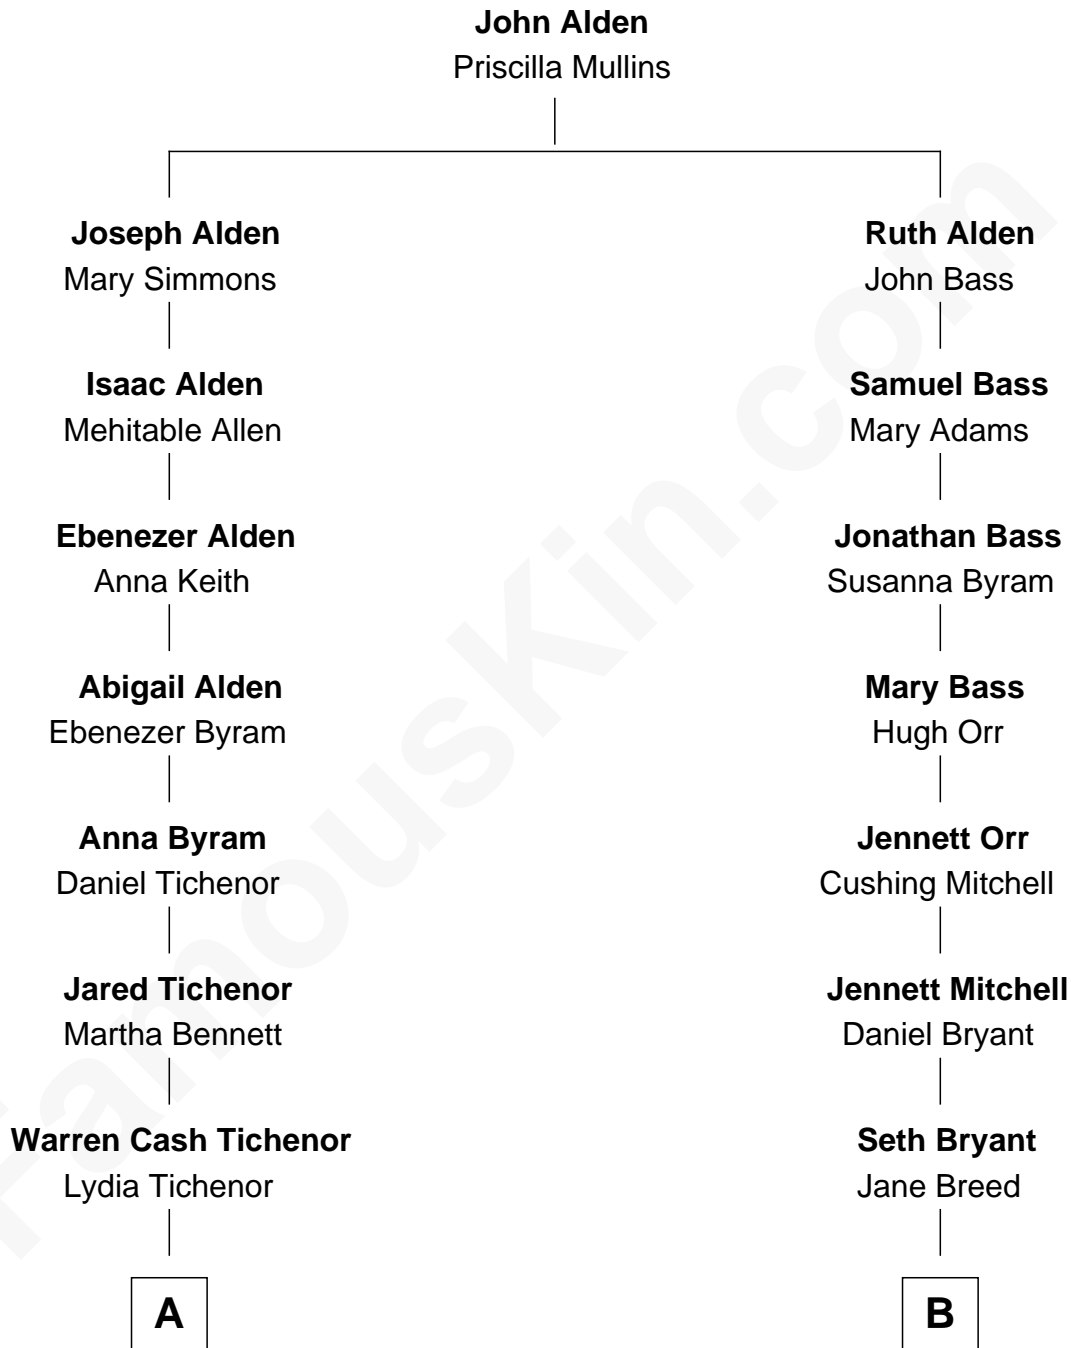 John Alden
Priscilla Mullins
Joseph Alden
Mary Simmons
Ruth Alden
John Bass
Isaac Alden
Mehitable Allen
Samuel Bass
Mary Adams
Ebenezer Alden
Anna Keith
Jonathan Bass
Susanna Byram
Abigail Alden
Ebenezer Byram
Mary Bass
Hugh Orr
Anna Byram
Daniel Tichenor
Jennett Orr
Cushing Mitchell
Jared Tichenor
Martha Bennett
Jennett Mitchell
Daniel Bryant
Warren Cash Tichenor
Lydia Tichenor
Seth Bryant
Jane Breed
A
B
FamousKin.com